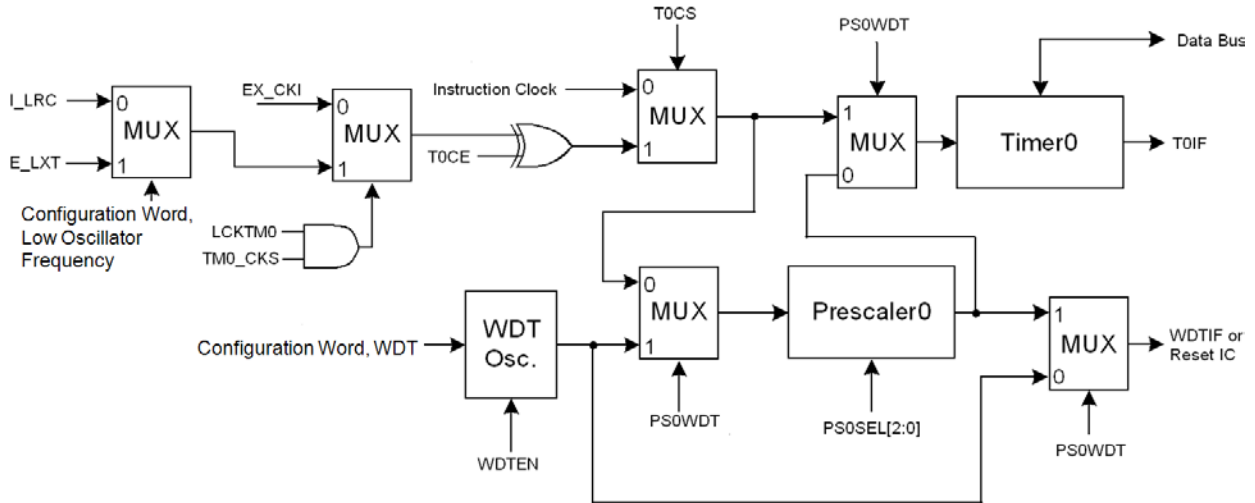 T0CS
PS0WDT
Data Bus
I_LRC
0
MUX
E_LXT
1
Configuration Word,
Low Oscillator
Frequency
EX_CKI
0
MUX
1
LCKTM0
TM0_CKS
T0CE
Instruction Clock
0
MUX
1
1
MUX
0
Timer0
T0IF
Configuration Word, WDT
WDT
Osc.
WDTEN
0
MUX
1
PS0WDT
Prescaler0
PS0SEL[2:0]
1
MUX
0
WDTIF or
Reset IC
PS0WDT